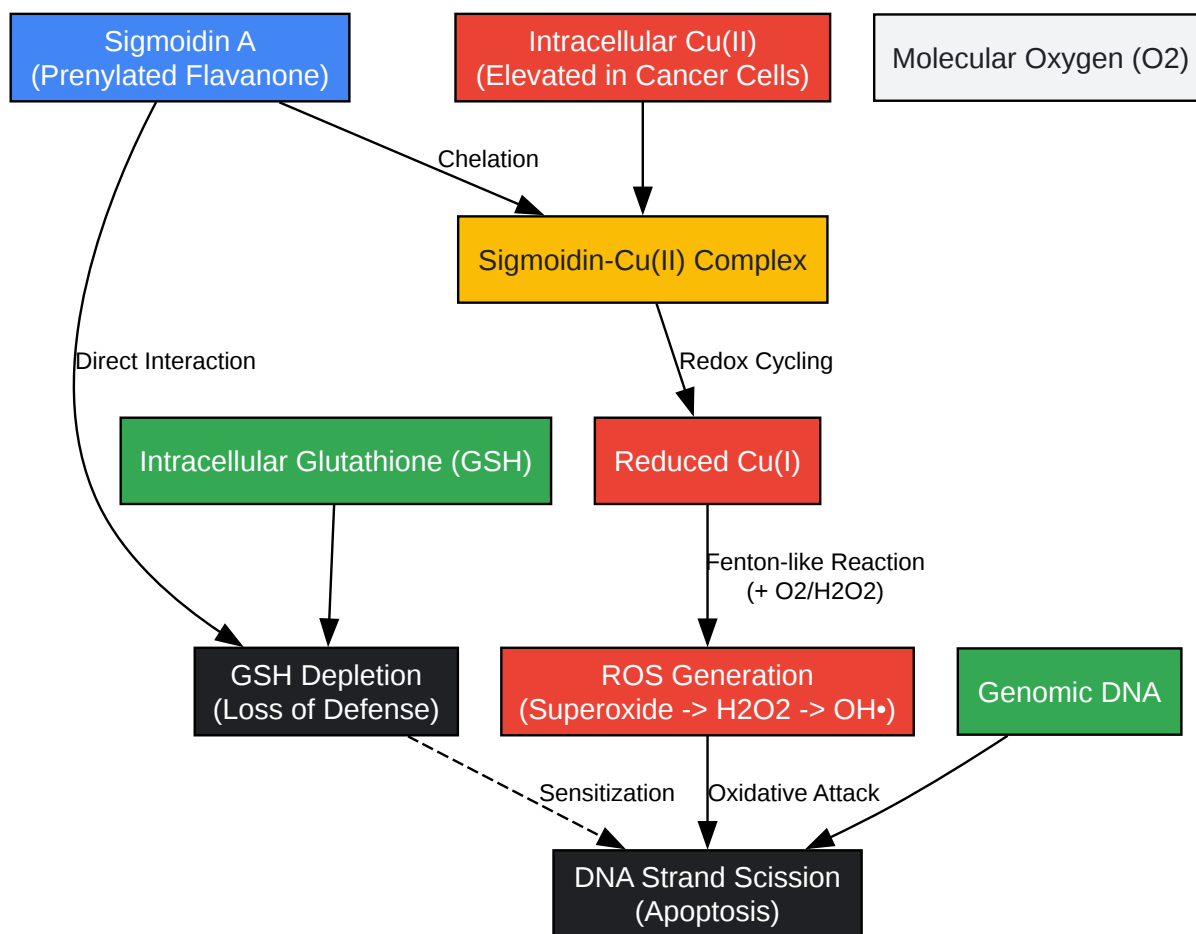 Sigmoidin A
(Prenylated Flavanone)
Intracellular Cu(II)
(Elevated in Cancer Cells)
Molecular Oxygen (O2)
Chelation
Sigmoidin-Cu(II) Complex
Direct Interaction
Redox Cycling
Intracellular Glutathione (GSH)
Reduced Cu(I)
Fenton-like Reaction
(+ O2/H2O2)
GSH Depletion
(Loss of Defense)
ROS Generation
(Superoxide -> H2O2 -> OH•)
Genomic DNA
Sensitization
Oxidative Attack
DNA Strand Scission
(Apoptosis)